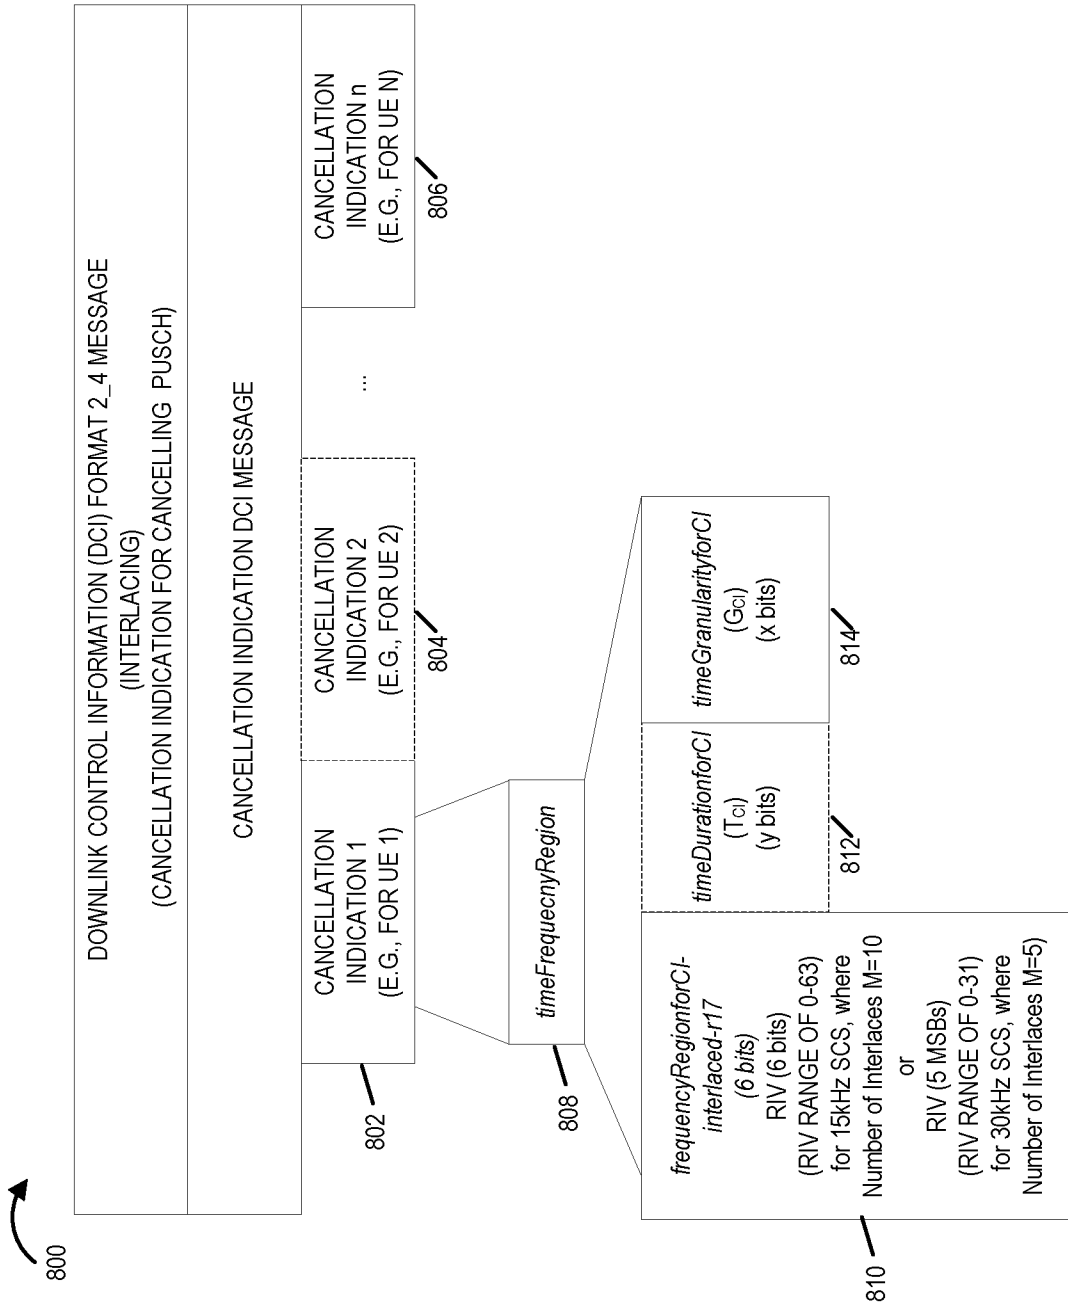 800
DOWNLINK CONTROL INFORMATION (DCI) FORMAT 2_4 MESSAGE
(INTERLACING)
(CANCELLATION INDICATION FOR CANCELLING PUSCH)
CANCELLATION INDICATION DCI MESSAGE
CANCELLATION
INDICATION 1
(E.G., FOR UE 1)
802
CANCELLATION
INDICATION 2
(E.G., FOR UE 2)
804
...
CANCELLATION
INDICATION n
(E.G., FOR UE N)
806
timeFrequecnyRegion
808
frequencyRegionforCI-
interlaced-r17
(6 bits)
RIV (6 bits)
(RIV RANGE OF 0-63)
for 15kHz SCS, where
Number of Interlaces M=10
or
RIV (5 MSBs)
(RIV RANGE OF 0-31)
for 30kHz SCS, where
Number of Interlaces M=5)
810
timeDurationforCI
(TCI)
(y bits)
812
timeGranularityforCI
(GCI)
(x bits)
814